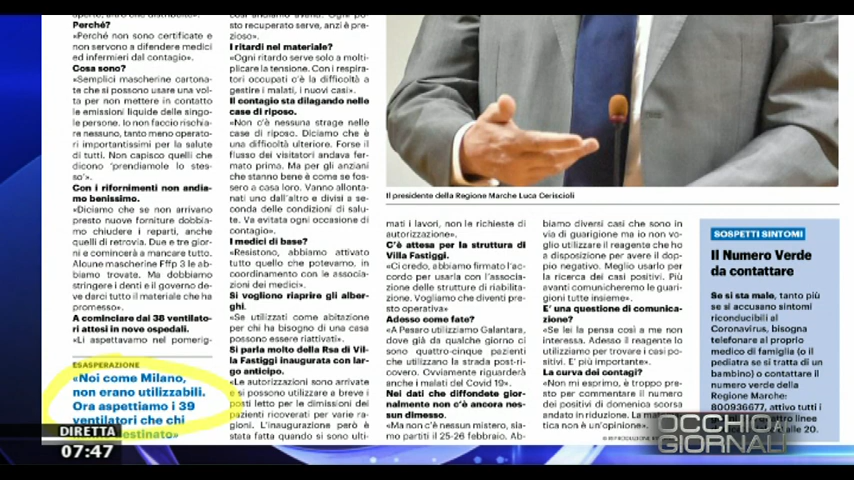 aperto, altro che distribuite».
Perché?
«Perché non sono certificate e
non servono a difendere medici
ed infermieri dal contagio».
Cosa sono?
«Semplici mascherine cartona-
te che si possono usare una vol-
ta per non mettere in contatto
le emissioni liquide delle singo-
le persone. Io non faccio rischia-
re nessuno, tanto meno operato-
ri importantissimi per la salute
di tutti. Non capisco quelli che
dicono ‘prendiamole lo stes-
so’».
Con i rifornimenti non andia-
mo benissimo.
«Diciamo che se non arrivano
presto nuove forniture dobbia-
mo chiudere i reparti, anche
quelli di retrovia. Due e tre gior-
ni e comincerà a mancare tutto.
Alcune mascherine Ffp 3 le ab-
biamo trovate. Ma dobbiamo
stringere i denti e il governo de-
ve darci tutto il materiale che ha
promesso».
A cominciare dai 38 ventilato-
ri attesi in nove ospedali.
«Li aspettavamo nel pomerig-
ESASPERAZIONE
«Noi come Milano,
non erano utilizzabili.
Ora aspettiamo i 39
ventilatori che chi
estinato»
sto recuperato serve, anzi è pre-
zioso».
I ritardi nel materiale?
«Ogni ritardo serve solo a molti-
plicare la tensione. Con i respira-
tori occupati c'è la difficoltà a
gestire i malati, i nuovi casi».
Il contagio sta dilagando nelle
case di riposo.
«Non c'è nessuna strage nelle
case di riposo. Diciamo che è
una difficoltà ulteriore. Forse il
flusso dei visitatori andava fer-
mato prima. Ma per gli anziani
che stanno bene è come se fos-
sero a casa loro. Vanno allonta-
nati uno dall'altro e divisi a se-
conda delle condizioni di salu-
te. Va evitata ogni occasione di
contagio».
I medici di base?
«Resistono, abbiamo attivato
tutto quello che potevamo, in
coordinamento con le associa-
zioni dei medici».
Si vogliono riaprire gli alber-
ghi.
«Se utilizzati come abitazione
per chi ha bisogno di una casa
possono essere riattivati».
Si parla molto della Rsa di Vil-
la Fastiggi inaugurata con lar-
go anticipo.
«Le autorizzazioni sono arrivate
e si possono utilizzare a breve i
posti letto per le dimissioni dei
pazienti ricoverati per varie ra-
gioni. L'inaugurazione però è
stata fatta quando si sono ulti-
Il presidente della Regione Marche Luca Ceriscioli
mati i lavori, non le richieste di
autorizzazione».
C'è attesa per la struttura di
Villa Fastiggi.
«Ci credo, abbiamo firmato l'ac-
cordo per usarla con l'associa-
zione delle strutture di riabilita-
zione. Vogliamo che diventi pre-
sto operativa»
Adesso come fate?
«A Pesaro utilizziamo Galantara,
dove già da qualche giorno ci
sono quattro-cinque pazienti
che utilizzano la strada post-ri-
covero. Ovviamente riguarderà
anche i malati del Covid 19».
Nei dati che diffondete gior-
nalmente non c'è ancora nes-
sun dimesso.
«Ma non c'è nessun mistero, sia-
mo partiti il 25-26 febbraio. Ab-
biamo diversi casi che sono in
via di guarigione ma io non vo-
glio utilizzare il reagente che ho
a disposizione per avere il dop-
pio negativo. Meglio usarlo per
la ricerca dei casi positivi. Più
avanti comunicheremo le guari-
gioni tutte insieme».
E' una questione di comunica-
zione?
«Se lei la pensa così a me non
interessa. Adesso il reagente lo
utilizziamo per trovare i casi po-
sitivi. E' più importante».
La curva dei contagi?
«Non mi esprimo, è troppo pre-
sto per commentare il numero
dei positivi di domenica scorsa
andato in riduzione. La
tica non è un'opinione».
SOSPETTI SINTOMI
Il Numero Verde
da contattare
Se si sta male, tanto più
se si accusano sintomi
riconducibili al
Coronavirus, bisogna
telefonare al proprio
medico di famiglia (o il
pediatra se si tratta di un
bambino) o contattare il
numero verde della
Regione Marche:
800936677, attivo tutti i
alle 20.
OCCHIO AI
GIORNALI
DIRETTA
07:47